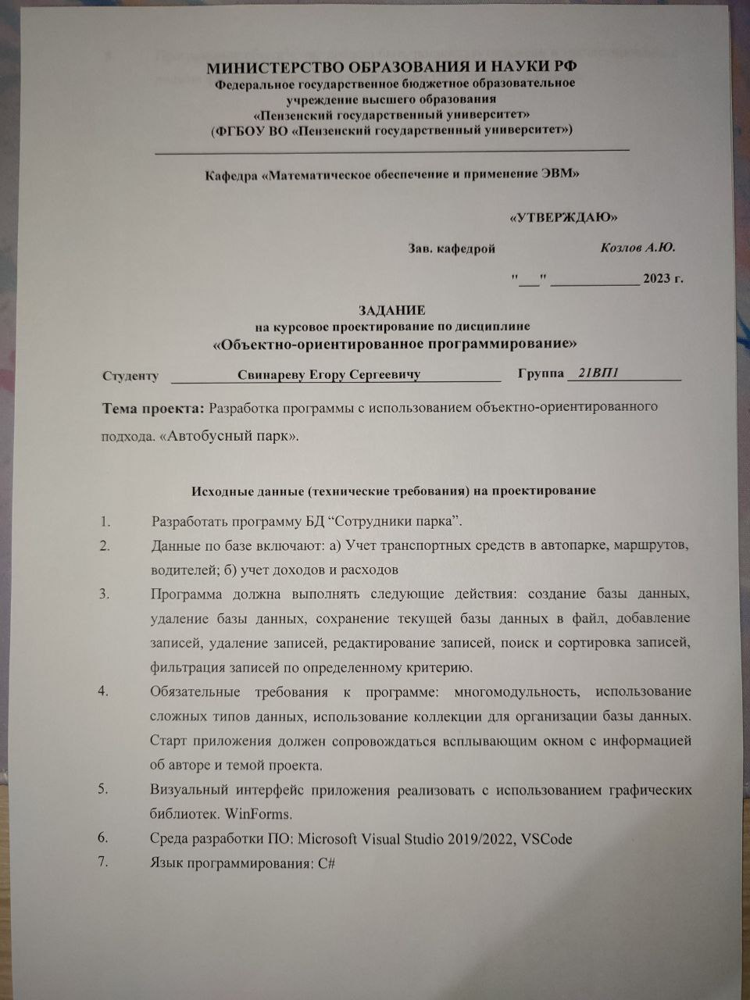 МИНИСТЕРСТВО ОБРАЗОВАНИЯ И НАУКИ РФ
Федеральное государственное бюджетное образовательное
учреждение высшего образования
«Пензенский государственный университет»
(ФГБОУ ВО «Пензенский государственный университет»)
Кафедра «Математическое обеспечение и применение ЭВМ»
«УТВЕРЖДАЮ»
Зав. кафедрой Козлов А.Ю.
"___" _____________ 2023 г.
ЗАДАНИЕ
на курсовое проектирование по дисциплине
«Объектно-ориентированное программирование»
Студенту Свинареву Егору Сергеевичу Группа 21ВП1
Тема проекта: Разработка программы с использованием объектно-ориентированного
подхода. «Автобусный парк».
Исходные данные (технические требования) на проектирование
1. Разработать программу БД “Сотрудники парка”.
2. Данные по базе включают: а) Учет транспортных средств в автопарке, маршрутов,
водителей; б) учет доходов и расходов
3. Программа должна выполнять следующие действия: создание базы данных,
удаление базы данных, сохранение текущей базы данных в файл, добавление
записей, удаление записей, редактирование записей, поиск и сортировка записей,
фильтрация записей по определенному критерию.
4. Обязательные требования к программе: многомодульность, использование
сложных типов данных, использование коллекции для организации базы данных.
Старт приложения должен сопровождаться всплывающим окном с информацией
об авторе и темой проекта.
5. Визуальный интерфейс приложения реализовать с использованием графических
библиотек. WinForms.
6. Среда разработки ПО: Microsoft Visual Studio 2019/2022, VSCode
7. Язык программирования: C#